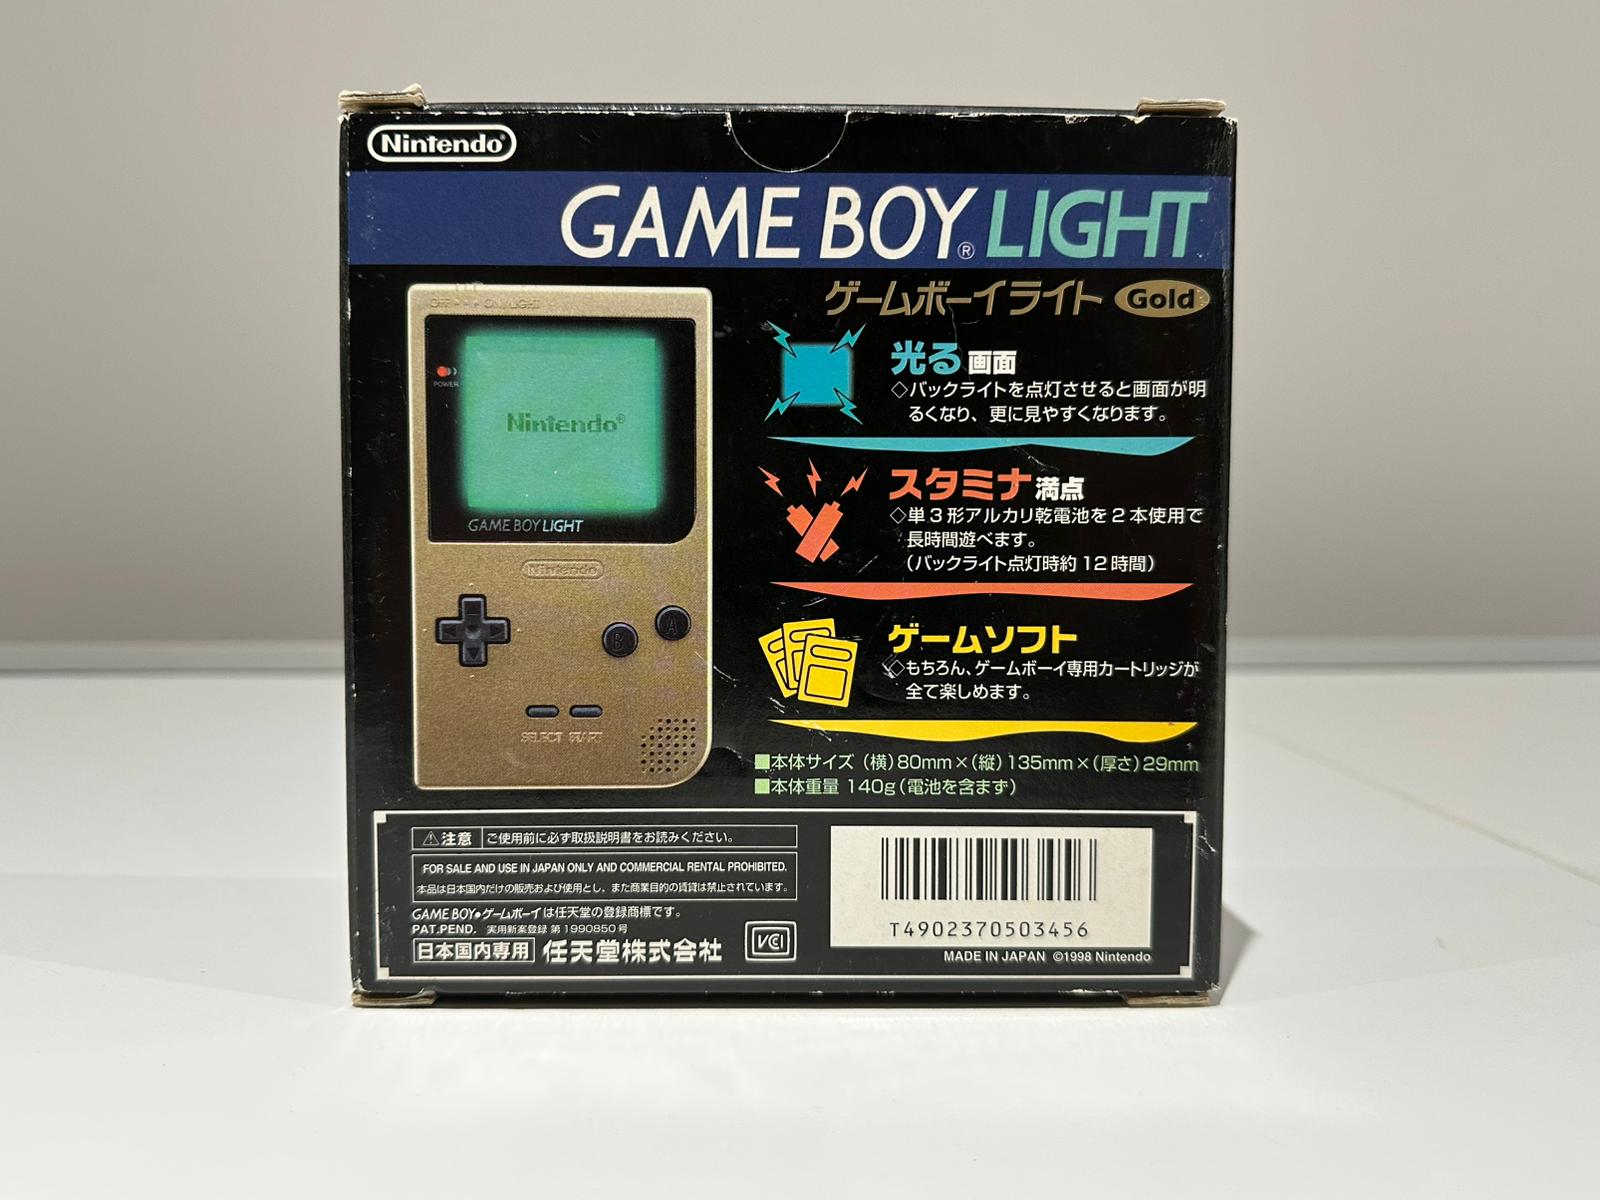 Nintendo®
GAME BOY® LIGHT
ゲームボーイライト Gold
OFF ON/LIGHT
POWER
Nintendo®
GAME BOY LIGHT
Nintendo
B
A
SELECT START
光る画面
◇バックライトを点灯させると画面が明
るくなり、更に見やすくなります。
スタミナ満点
◇単3形アルカリ乾電池を2本使用で
長時間遊べます。
(バックライト点灯時約12時間)
ゲームソフト
◇もちろん、ゲームボーイ専用カートリッジが
全て楽しめます。
■本体サイズ (横)80mm×(縦)135mm×(厚さ)29mm
■本体重量 140g(電池を含まず)
⚠注意 ご使用前に必ず取扱説明書をお読みください。
FOR SALE AND USE IN JAPAN ONLY AND COMMERCIAL RENTAL PROHIBITED.
本品は日本国内だけの販売および使用とし、また商業目的の賃貸は禁止されています。
GAME BOY・ゲームボーイは任天堂の登録商標です。
PAT.PEND. 実用新案登録 第1990850号
日本国内専用 任天堂株式会社
VCI
T4902370503456
MADE IN JAPAN ©1998 Nintendo